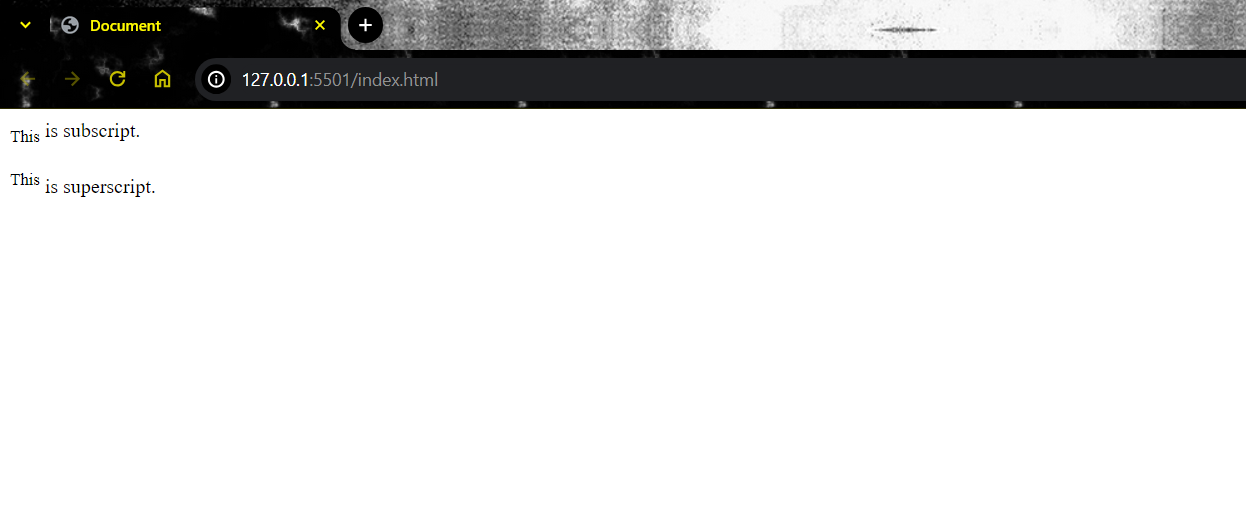 Document
127.0.0.1:5501/index.html
This is subscript.
This is superscript.